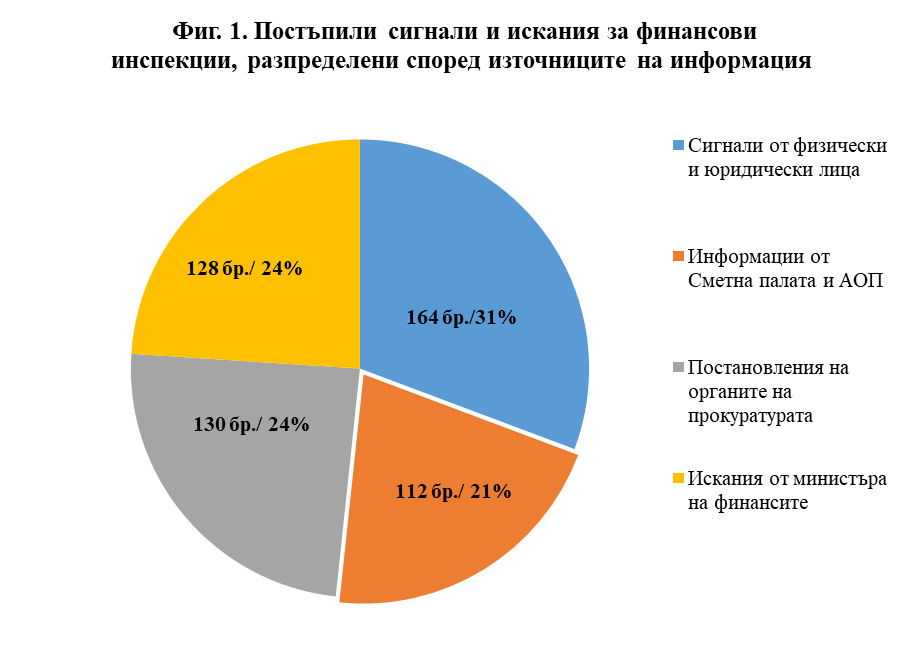 Фиг. 1. Постъпили сигнали и искания за финансови
инспекции, разпределени според източниците на информация
Сигнали от физически
и юридически лица
Информации от
Сметна палата и АОП
Постановления на
органите на
прокуратурата
Искания от министъра
на финансите
128 бр./ 24%
164 бр./31%
130 бр./ 24%
112 бр./ 21%